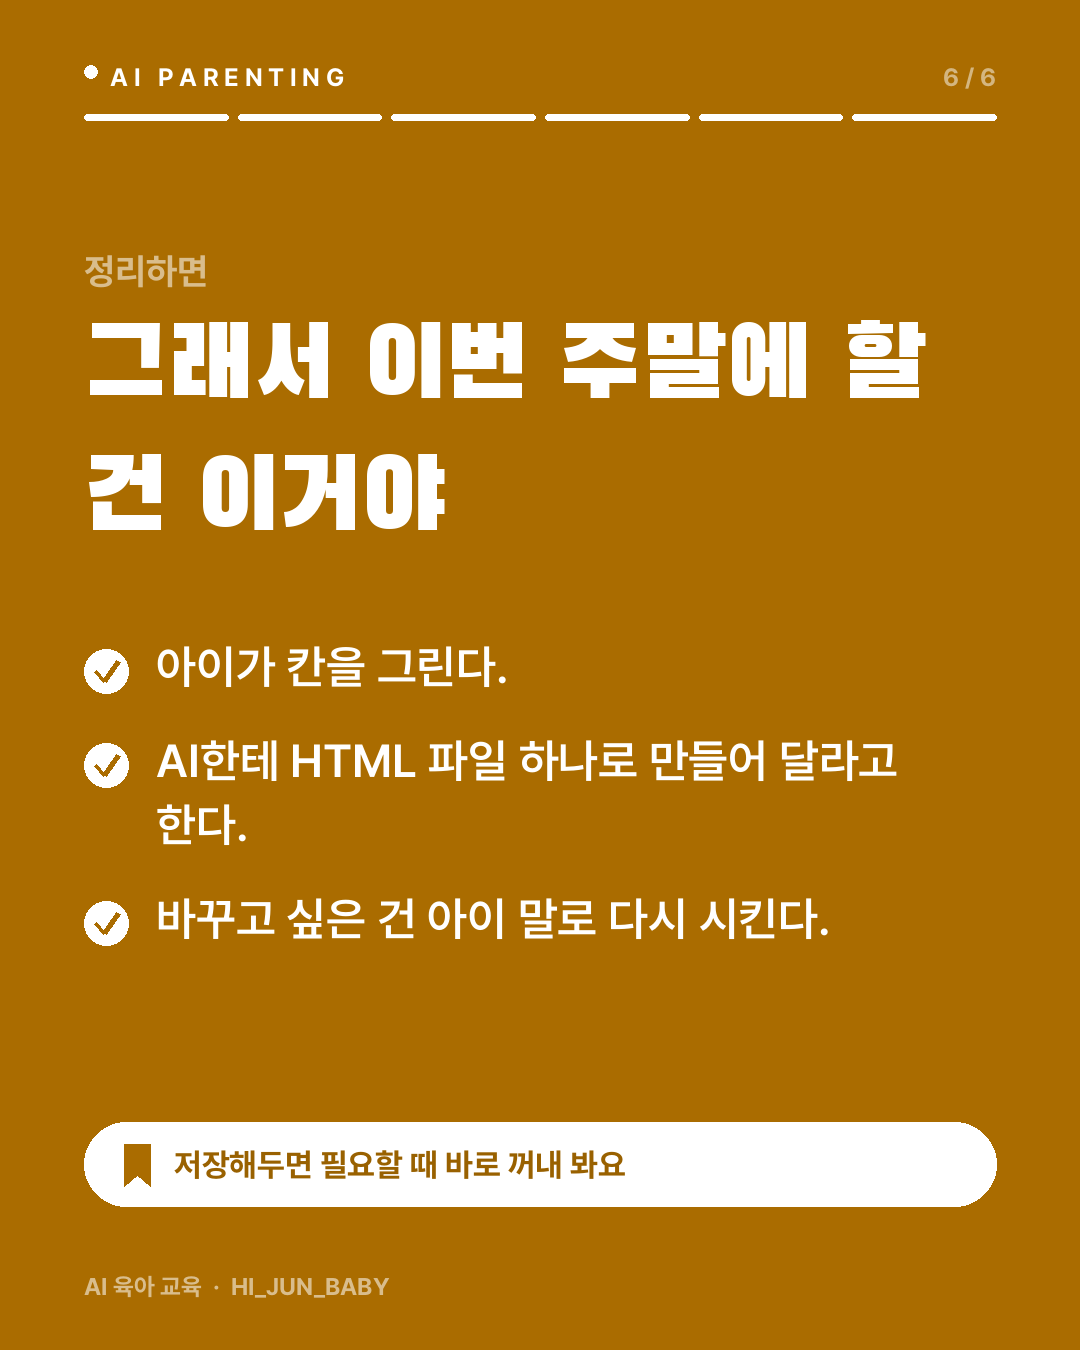 AI PARENTING
6 / 6
정리하면
그래서 이번 주말에 할
건 이거야
아이가 칸을 그린다.
AI한테 HTML 파일 하나로 만들어 달라고
한다.
바꾸고 싶은 건 아이 말로 다시 시킨다.
저장해두면 필요할 때 바로 꺼내 봐요
AI 육아 교육 · HI_JUN_BABY